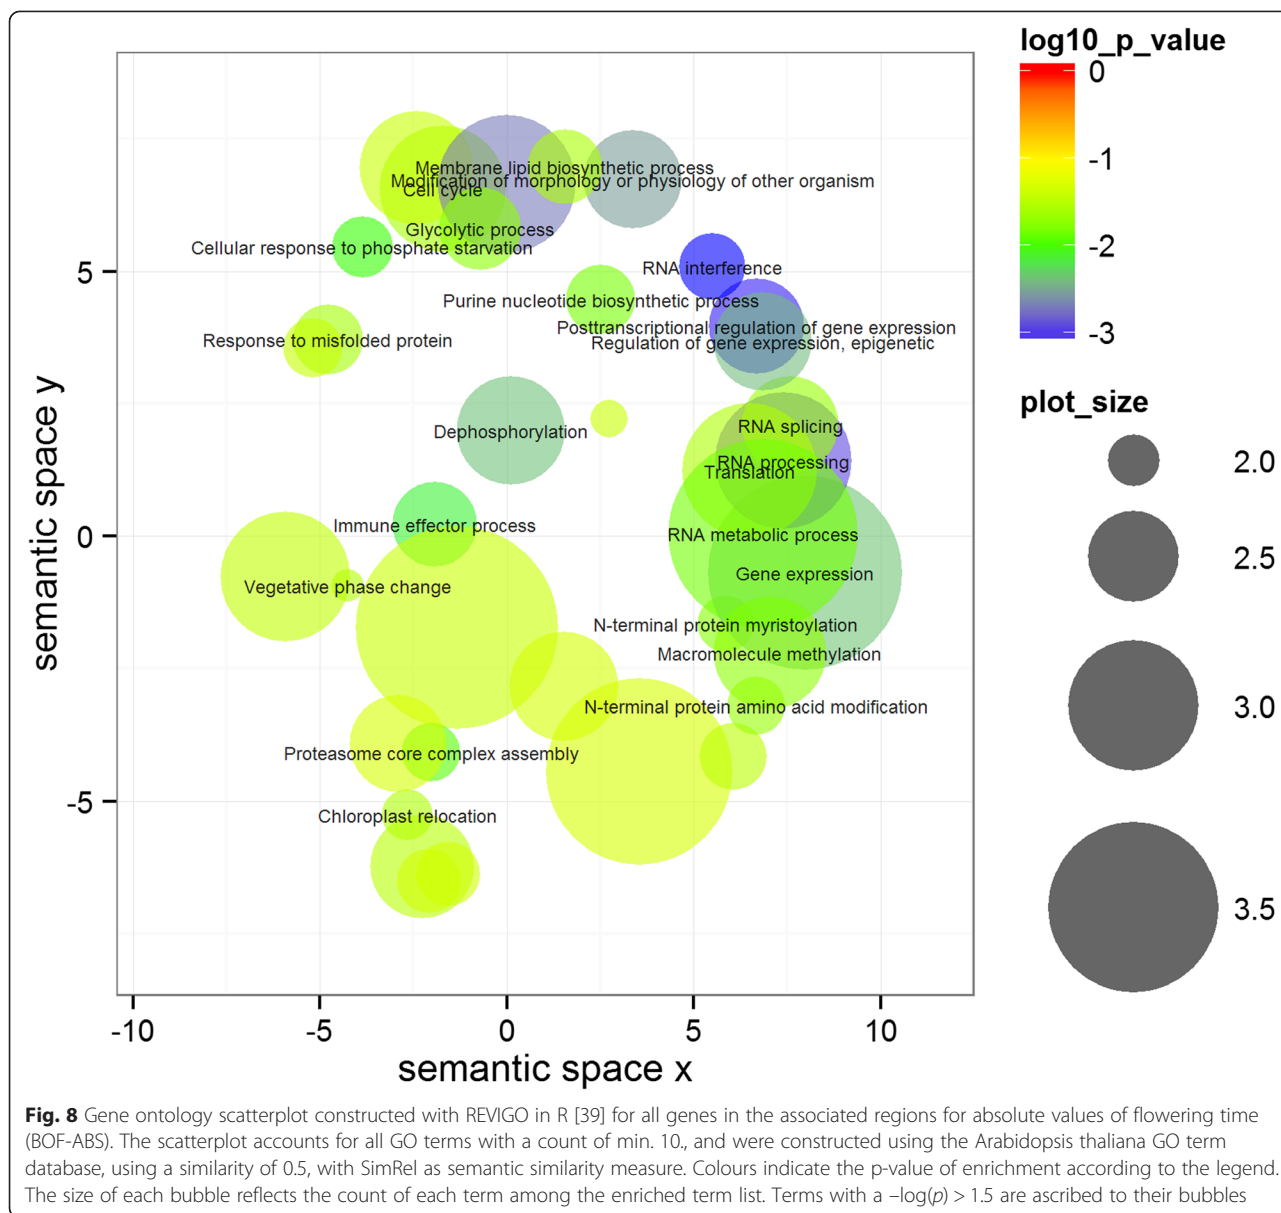 log10_p_value
0
-1
-2
-3
plot_size
2.0
2.5
3.0
3.5
semantic space y
5
0
-5
Membrane lipid biosynthetic process
Modification of morphology or physiology of other organism
Cell cycle
Glycolytic process
Cellular response to phosphate starvation
RNA interference
Purine nucleotide biosynthetic process
Posttranscriptional regulation of gene expression
Regulation of gene expression, epigenetic
Response to misfolded protein
RNA splicing
Dephosphorylation
RNA processing
Translation
Immune effector process
RNA metabolic process
Gene expression
Vegetative phase change
N-terminal protein myristoylation
Macromolecule methylation
N-terminal protein amino acid modification
Proteasome core complex assembly
Chloroplast relocation
-10
-5
0
5
10
semantic space x
Fig. 8 Gene ontology scatterplot constructed with REVIGO in R [39] for all genes in the associated regions for absolute values of flowering time
(BOF-ABS). The scatterplot accounts for all GO terms with a count of min. 10., and were constructed using the Arabidopsis thaliana GO term
database, using a similarity of 0.5, with SimRel as semantic similarity measure. Colours indicate the p-value of enrichment according to the legend.
The size of each bubble reflects the count of each term among the enriched term list. Terms with a –log(p) > 1.5 are ascribed to their bubbles